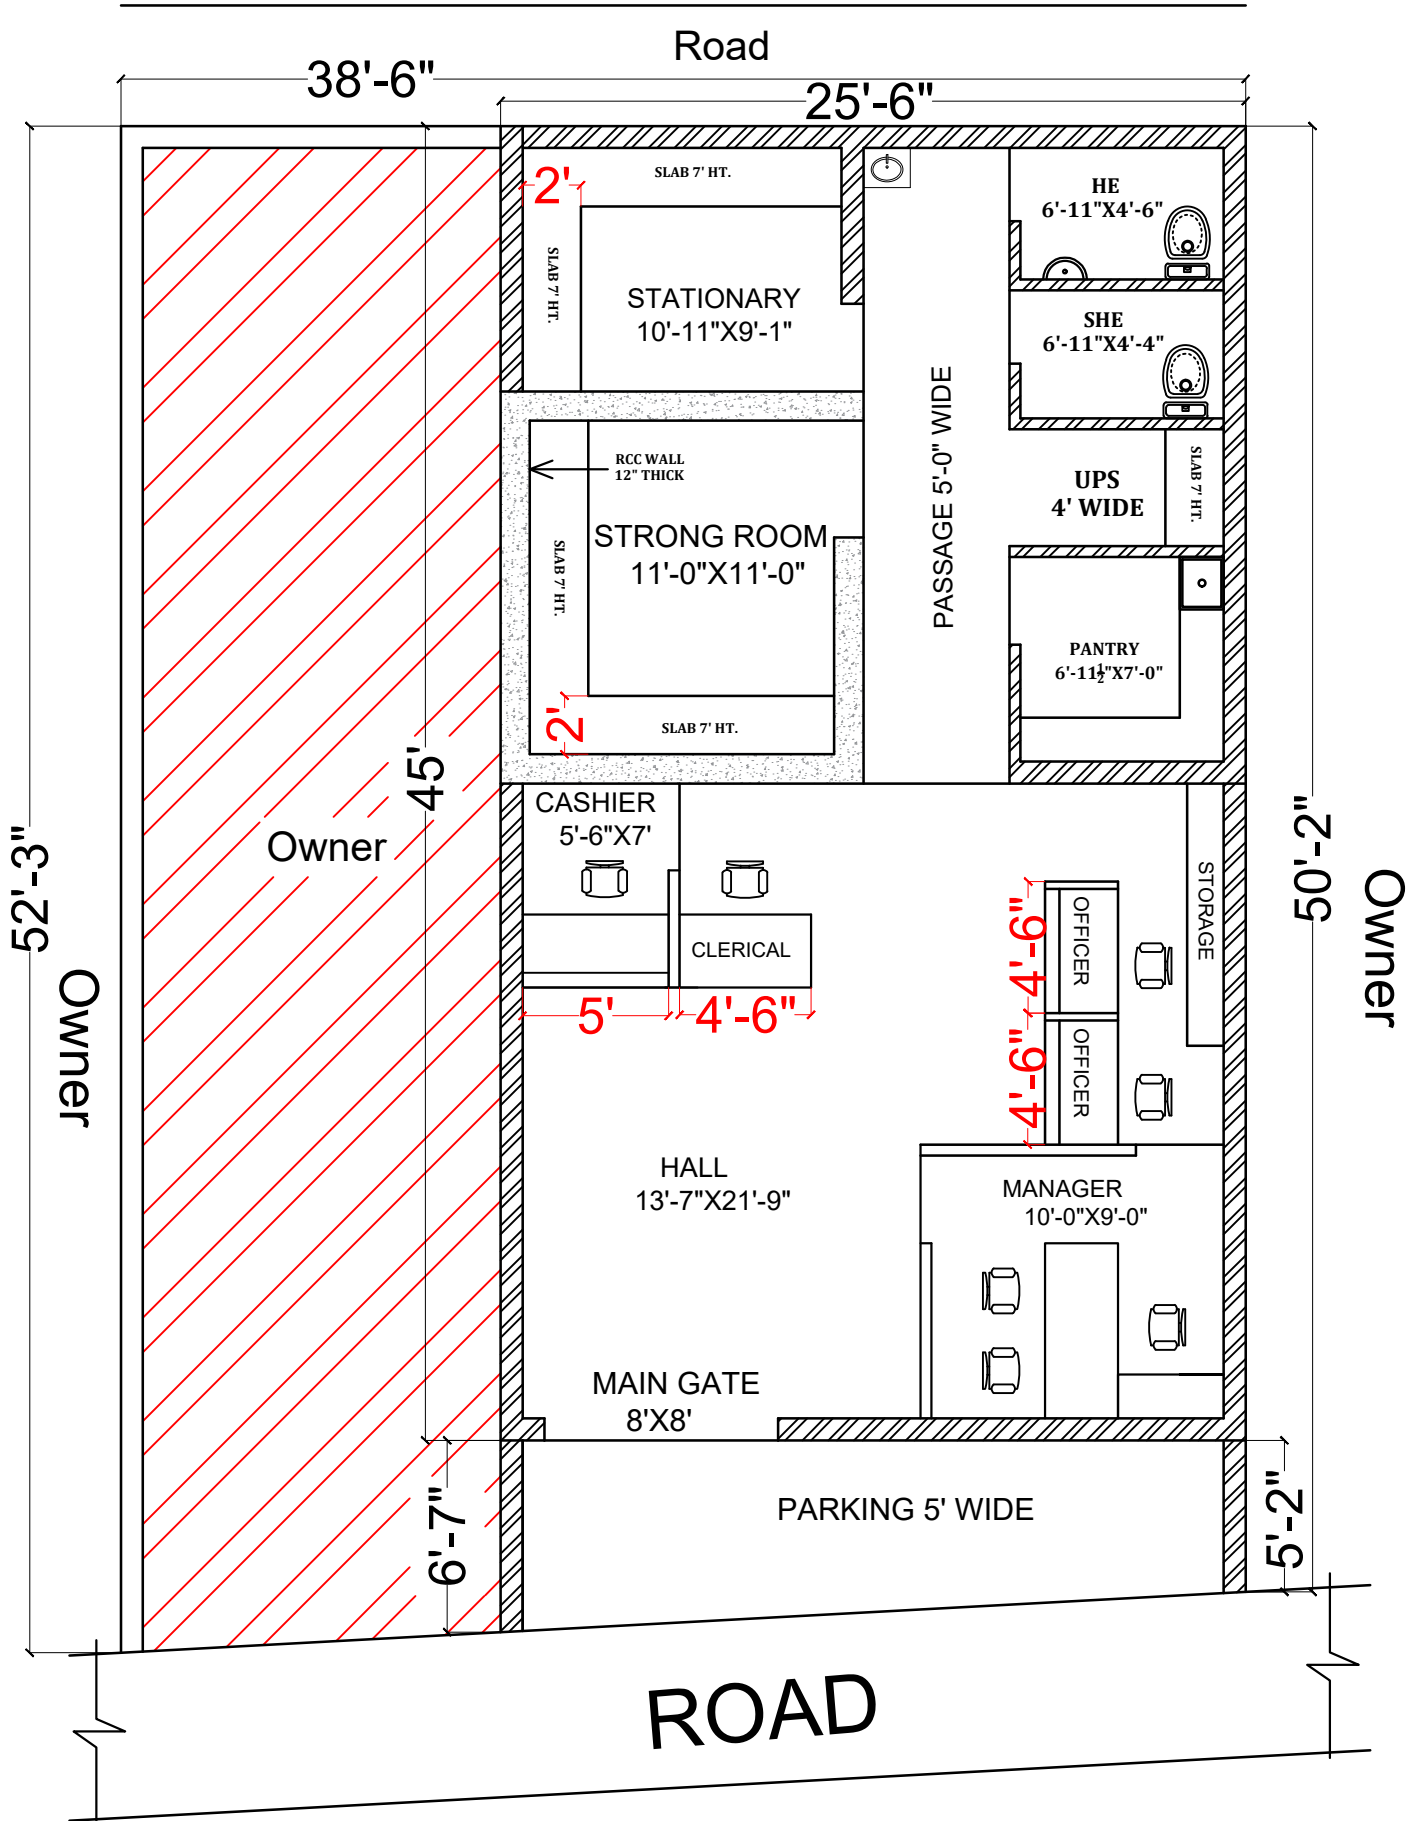 Road
38'-6"
25'-6"
SLAB 7' HT.
2'
HE
6'-11"X4'-6"
SLAB 7' HT.
STATIONARY
10'-11"X9'-1"
SHE
6'-11"X4'-4"
PASSAGE 5'-0" WIDE
RCC WALL
12" THICK
UPS
4' WIDE
SLAB 7' HT.
STRONG ROOM
11'-0"X11'-0"
SLAB 7' HT.
PANTRY
6'-11½"X7'-0"
2'
SLAB 7' HT.
45'
CASHIER
5'-6"X7'
Owner
52'-3"
50'-2"
Owner
Owner
STORAGE
CLERICAL
OFFICER
4'-6"
5'
4'-6"
OFFICER
4'-6"
HALL
13'-7"X21'-9"
MANAGER
10'-0"X9'-0"
MAIN GATE
8'X8'
PARKING 5' WIDE
6'-7"
5'-2"
ROAD